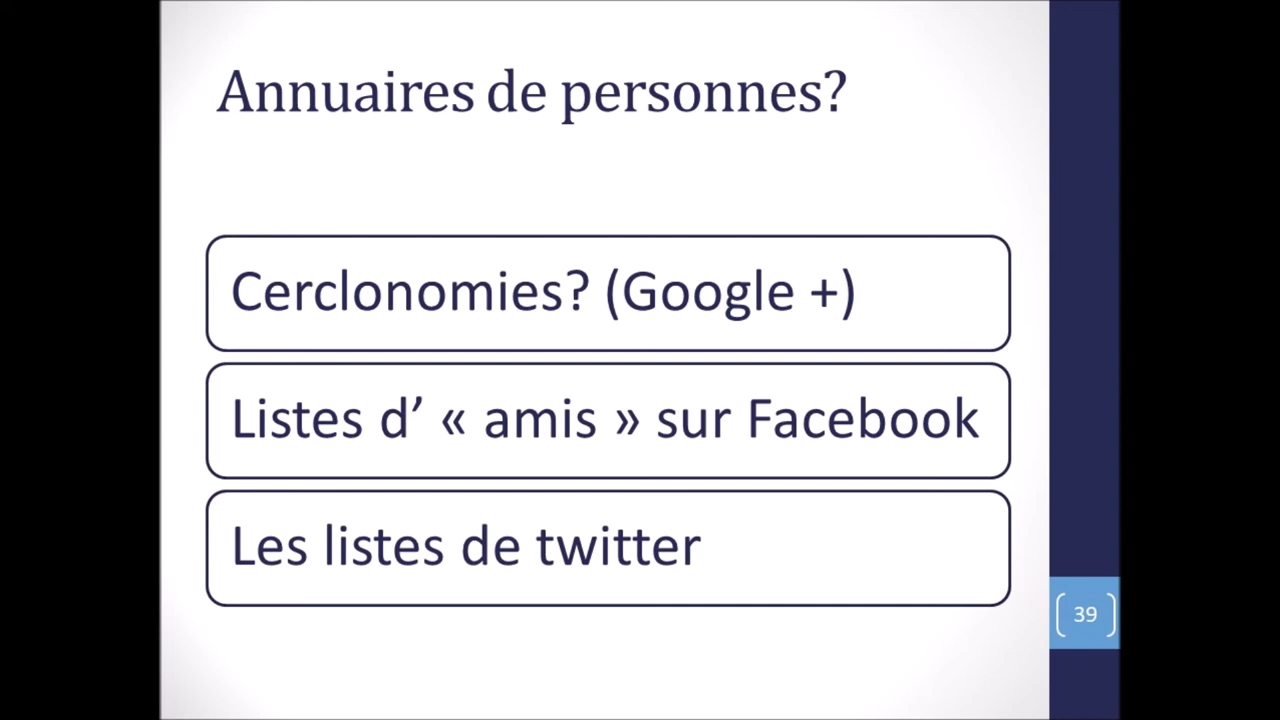 Annuaires de personnes?
Cerclonomies? (Google +)
Listes d’ « amis » sur Facebook
Les listes de twitter
39